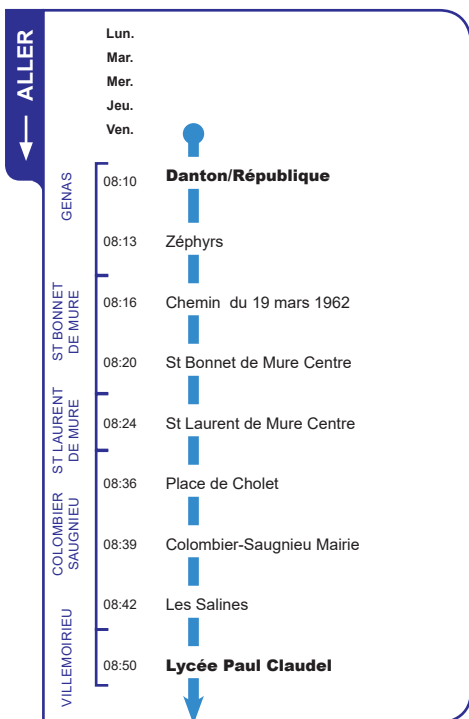 ALLER
Lun.
Mar.
Mer.
Jeu.
Ven.
GENAS
08:10 Danton/République
08:13 Zéphyrs
ST BONNET
DE MURE
08:16 Chemin du 19 mars 1962
08:20 St Bonnet de Mure Centre
ST LAURENT
DE MURE
08:24 St Laurent de Mure Centre
COLOMBIER
SAUGNIEU
08:36 Place de Cholet
08:39 Colombier-Saugnieu Mairie
08:42 Les Salines
VILLEMOIRIEU
08:50 Lycée Paul Claudel